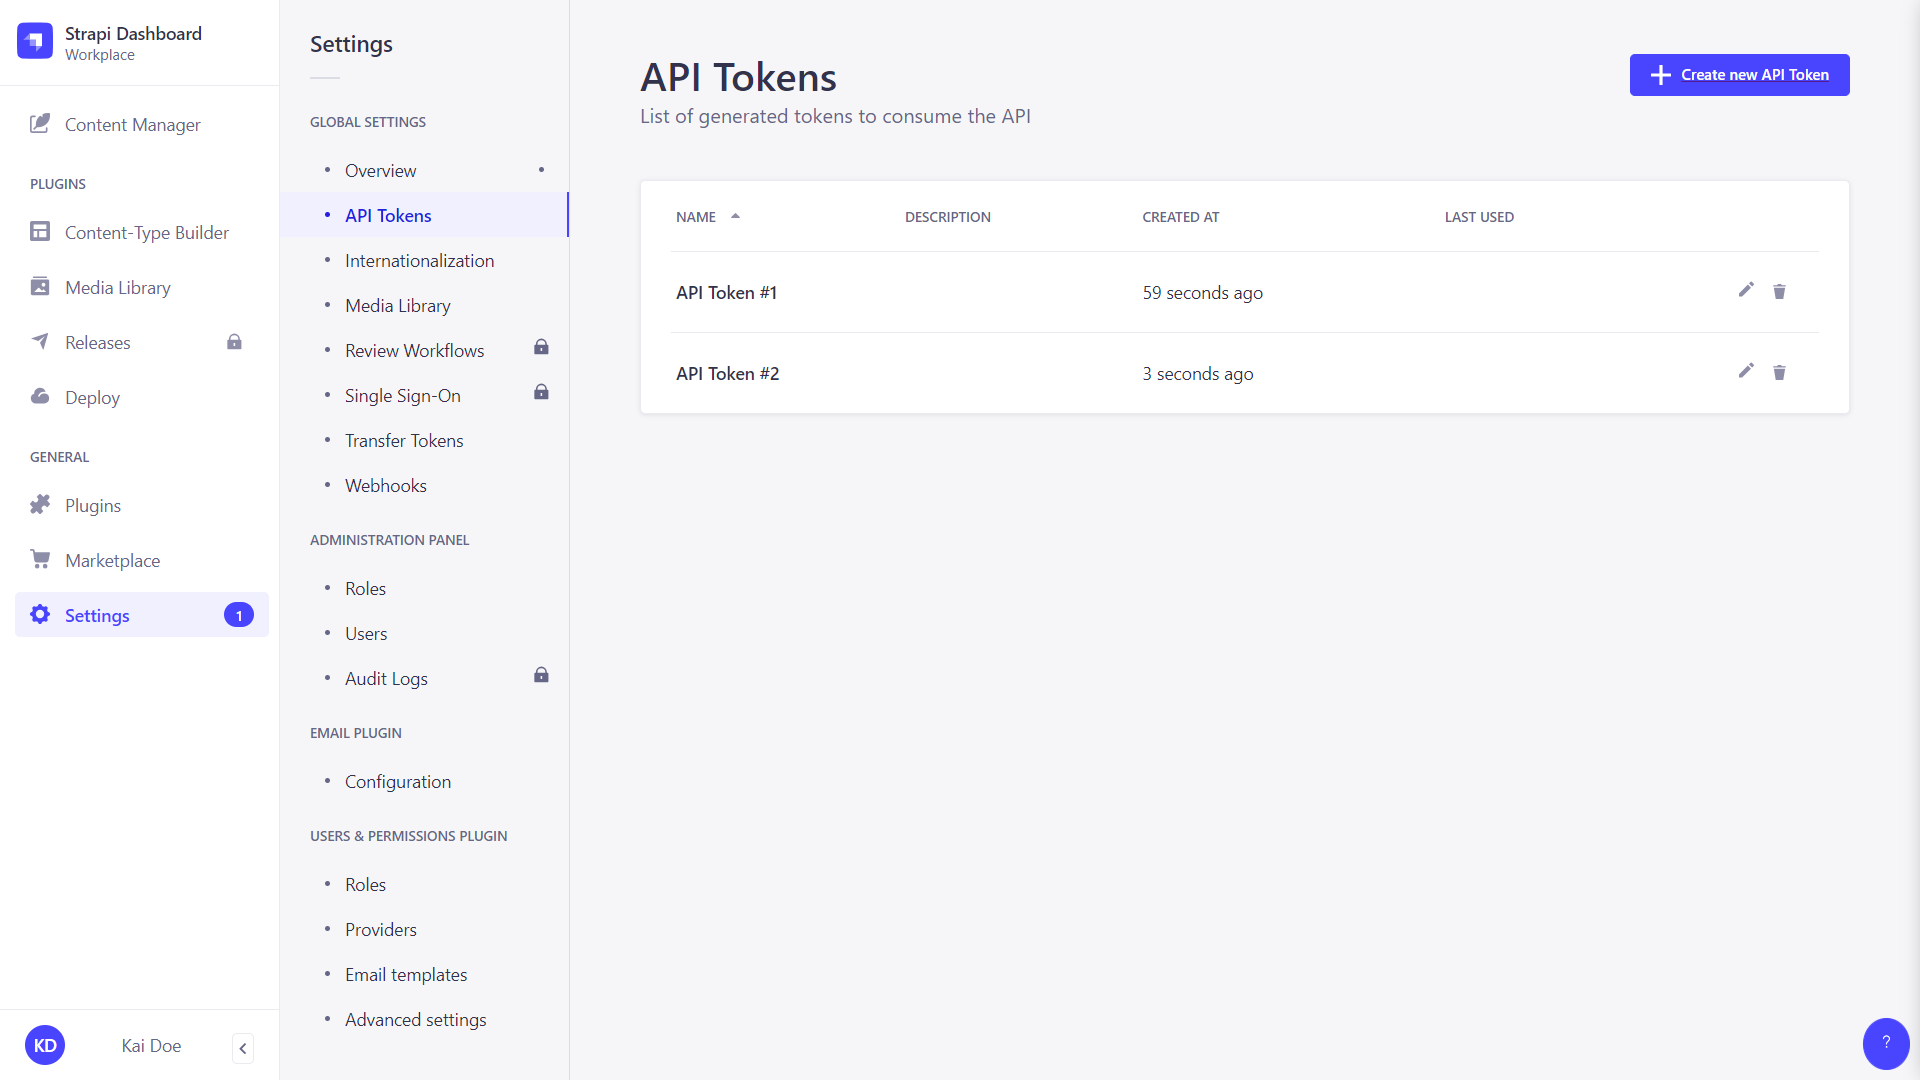 Strapi Dashboard
Workplace
Content Manager
PLUGINS
Content-Type Builder
Media Library
Releases
Deploy
GENERAL
Plugins
Marketplace
Settings 1
KD Kai Doe
Settings
GLOBAL SETTINGS
Overview
API Tokens
Internationalization
Media Library
Review Workflows
Single Sign-On
Transfer Tokens
Webhooks
ADMINISTRATION PANEL
Roles
Users
Audit Logs
EMAIL PLUGIN
Configuration
USERS & PERMISSIONS PLUGIN
Roles
Providers
Email templates
Advanced settings
API Tokens
List of generated tokens to consume the API
Create new API Token
NAME DESCRIPTION CREATED AT LAST USED
API Token #1 59 seconds ago
API Token #2 3 seconds ago
?